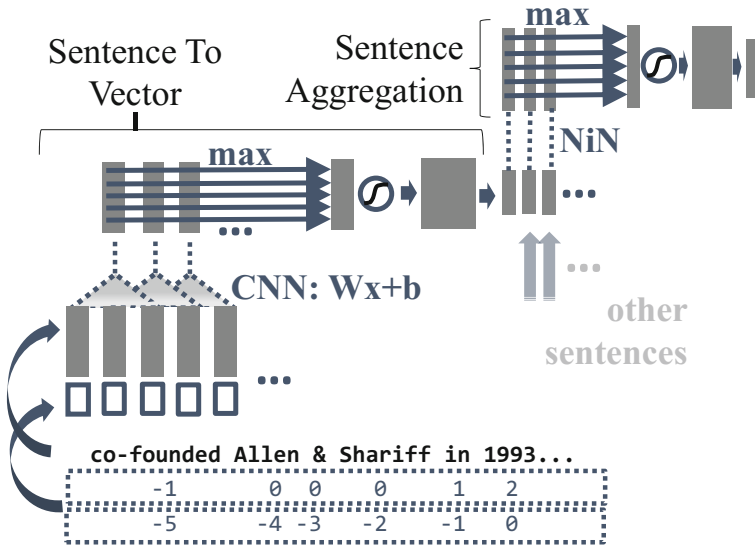 max
Sentence To
Vector
Sentence
Aggregation
max
NiN
...
...
...
CNN: Wx+b
other
sentences
...
co-founded Allen & Shariff in 1993...
-1 0 0 0 1 2
-5 -4 -3 -2 -1 0